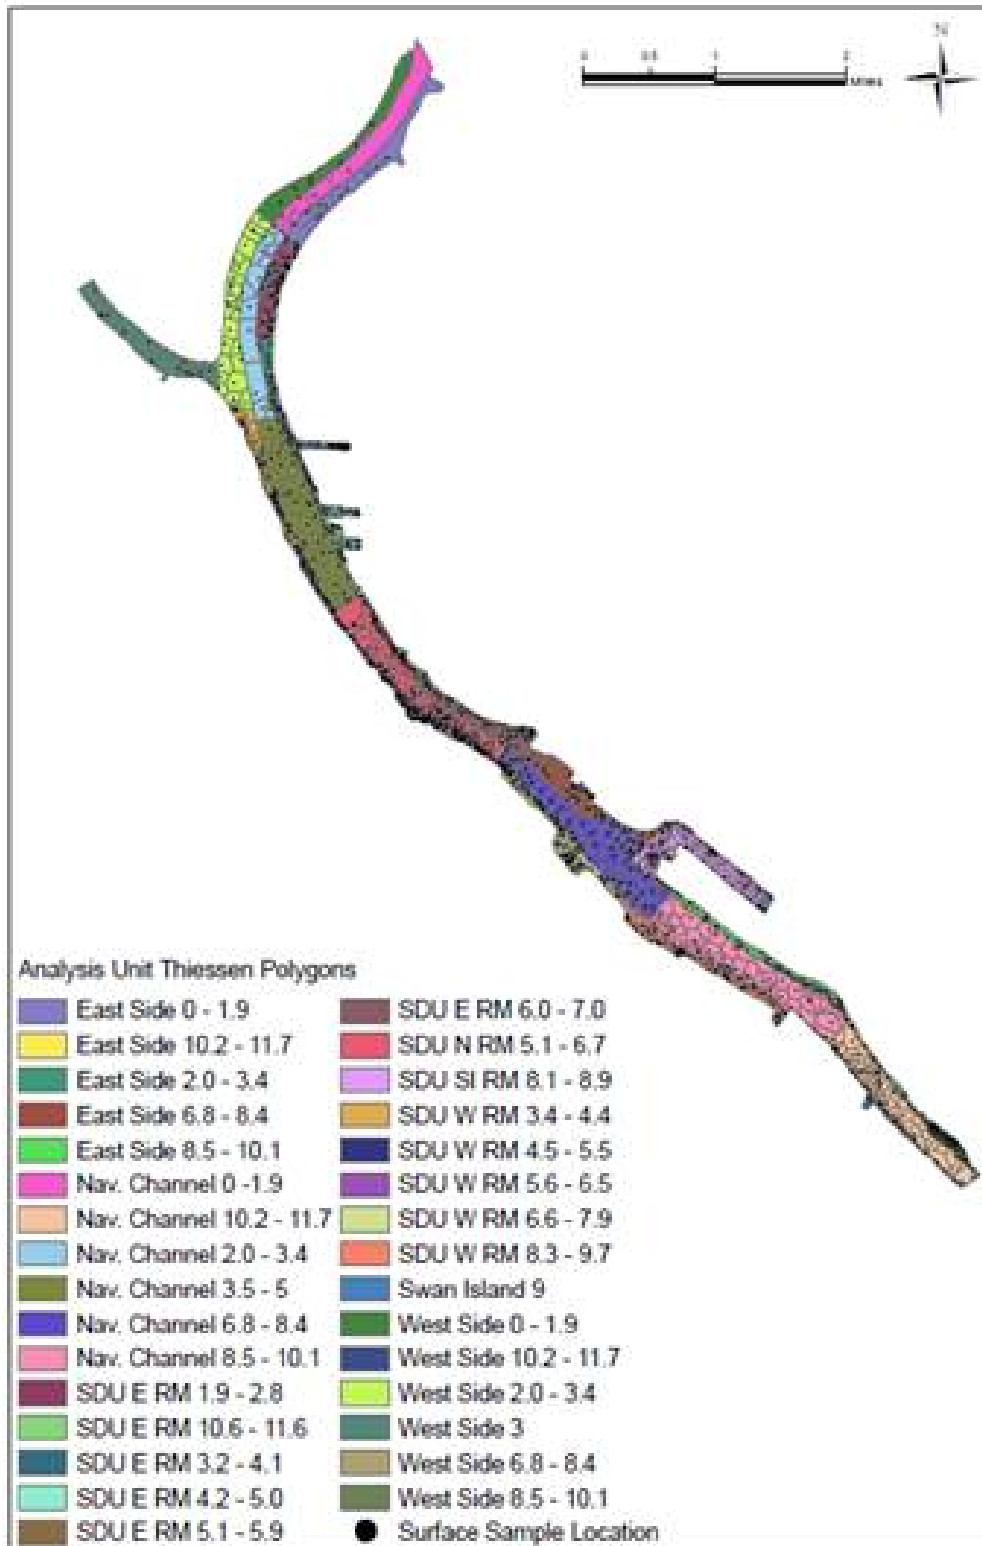 N
0 0.5 1 2
Miles
Analysis Unit Thiessen Polygons
East Side 0 - 1.9
East Side 10.2 - 11.7
East Side 2.0 - 3.4
East Side 6.8 - 8.4
East Side 8.5 - 10.1
Nav. Channel 0 -1.9
Nav. Channel 10.2 - 11.7
Nav. Channel 2.0 - 3.4
Nav. Channel 3.5 - 5
Nav. Channel 6.8 - 8.4
Nav. Channel 8.5 - 10.1
SDU E RM 1.9 - 2.8
SDU E RM 10.6 - 11.6
SDU E RM 3.2 - 4.1
SDU E RM 4.2 - 5.0
SDU E RM 5.1 - 5.9
SDU E RM 6.0 - 7.0
SDU N RM 5.1 - 6.7
SDU SI RM 8.1 - 8.9
SDU W RM 3.4 - 4.4
SDU W RM 4.5 - 5.5
SDU W RM 5.6 - 6.5
SDU W RM 6.6 - 7.9
SDU W RM 8.3 - 9.7
Swan Island 9
West Side 0 - 1.9
West Side 10.2 - 11.7
West Side 2.0 - 3.4
West Side 3
West Side 6.8 - 8.4
West Side 8.5 - 10.1
Surface Sample Location